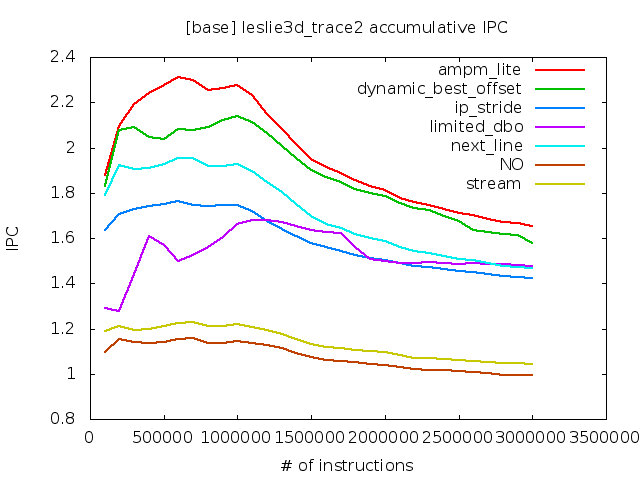 [base] leslie3d_trace2 accumulative IPC
2.4
2.2
2
1.8
1.6
1.4
1.2
1
0.8
IPC
ampm_lite
dynamic_best_offset
ip_stride
limited_dbo
next_line
NO
stream
0 500000 1000000 1500000 2000000 2500000 3000000 3500000
# of instructions